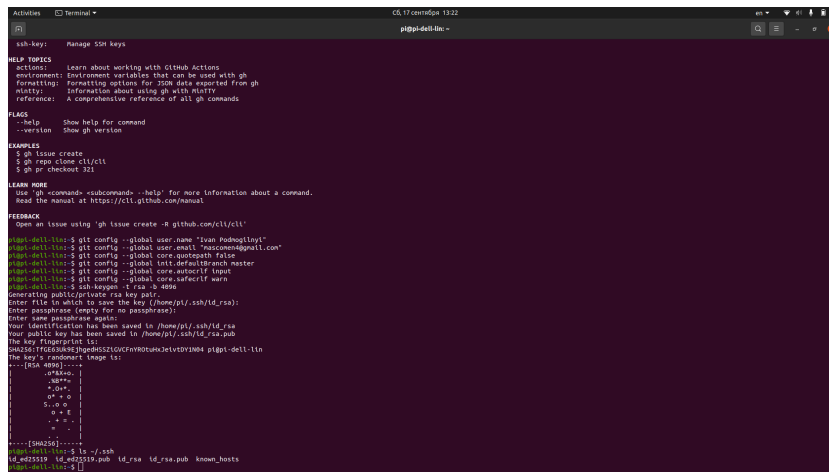 Activities Terminal ▾ Сб, 17 сентября 13:22 en ▾
pi@pi-dell-lin: ~
ssh-key: Manage SSH keys
HELP TOPICS
actions: Learn about working with GitHub Actions
environment: Environment variables that can be used with gh
formatting: Formatting options for JSON data exported from gh
mintty: Information about using gh with MinTTY
reference: A comprehensive reference of all gh commands
FLAGS
--help Show help for command
--version Show gh version
EXAMPLES
$ gh issue create
$ gh repo clone cli/cli
$ gh pr checkout 321
LEARN MORE
Use 'gh <command> <subcommand> --help' for more information about a command.
Read the manual at https://cli.github.com/manual
FEEDBACK
Open an issue using 'gh issue create -R github.com/cli/cli'
pi@pi-dell-lin:~$ git config --global user.name "Ivan Podmogilnyi"
pi@pi-dell-lin:~$ git config --global user.email "mascomen4@gmail.com"
pi@pi-dell-lin:~$ git config --global core.quotepath false
pi@pi-dell-lin:~$ git config --global init.defaultBranch master
pi@pi-dell-lin:~$ git config --global core.autocrlf input
pi@pi-dell-lin:~$ git config --global core.safecrlf warn
pi@pi-dell-lin:~$ ssh-keygen -t rsa -b 4096
Generating public/private rsa key pair.
Enter file in which to save the key (/home/pi/.ssh/id_rsa):
Enter passphrase (empty for no passphrase):
Enter same passphrase again:
Your identification has been saved in /home/pi/.ssh/id_rsa
Your public key has been saved in /home/pi/.ssh/id_rsa.pub
The key fingerprint is:
pi@pi-dell-lin
The key's randomart image is:
+---[RSA 4096]----+
| .o*&X+o. |
| .%B**= |
| *.O+*. |
| o* + o |
| S..o o |
| o + E |
| . + = . |
| = . |
| . . |
+----[SHA256]-----+
pi@pi-dell-lin:~$ ls ~/.ssh
id_ed25519 id_ed25519.pub id_rsa id_rsa.pub known_hosts
pi@pi-dell-lin:~$